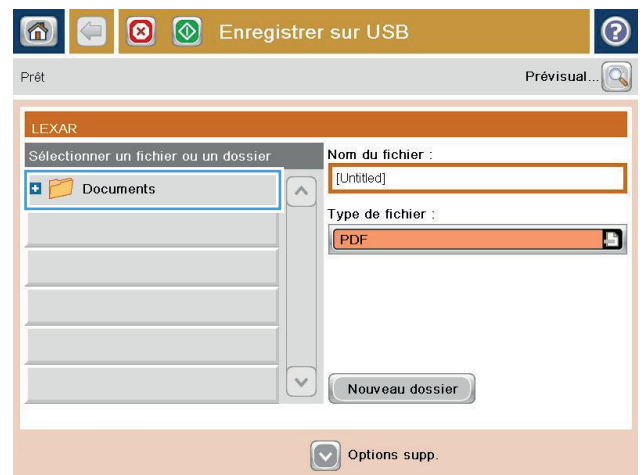 Enregistrer sur USB
?
Prêt
Prévisual...
LEXAR
Sélectionner un fichier ou un dossier
Documents
Nom du fichier :
[Untitled]
Type de fichier :
PDF
Nouveau dossier
Options supp.